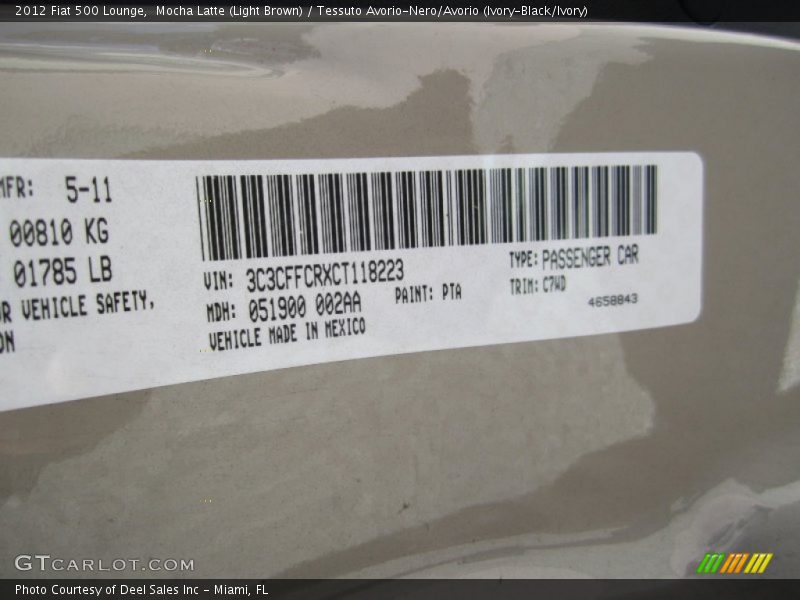 2012 Fiat 500 Lounge, Mocha Latte (Light Brown) / Tessuto Avorio-Nero/Avorio (Ivory-Black/Ivory)
MFR: 5-11
00810 KG
01785 LB
OR VEHICLE SAFETY,
ON
VIN: 3C3CFFCRXCT118223
MDH: 051900 002AA
PAINT: PTA
VEHICLE MADE IN MEXICO
TYPE: PASSENGER CAR
TRIM: C7WD
4658843
GTCARLOT.COM
Photo Courtesy of Deel Sales Inc - Miami, FL